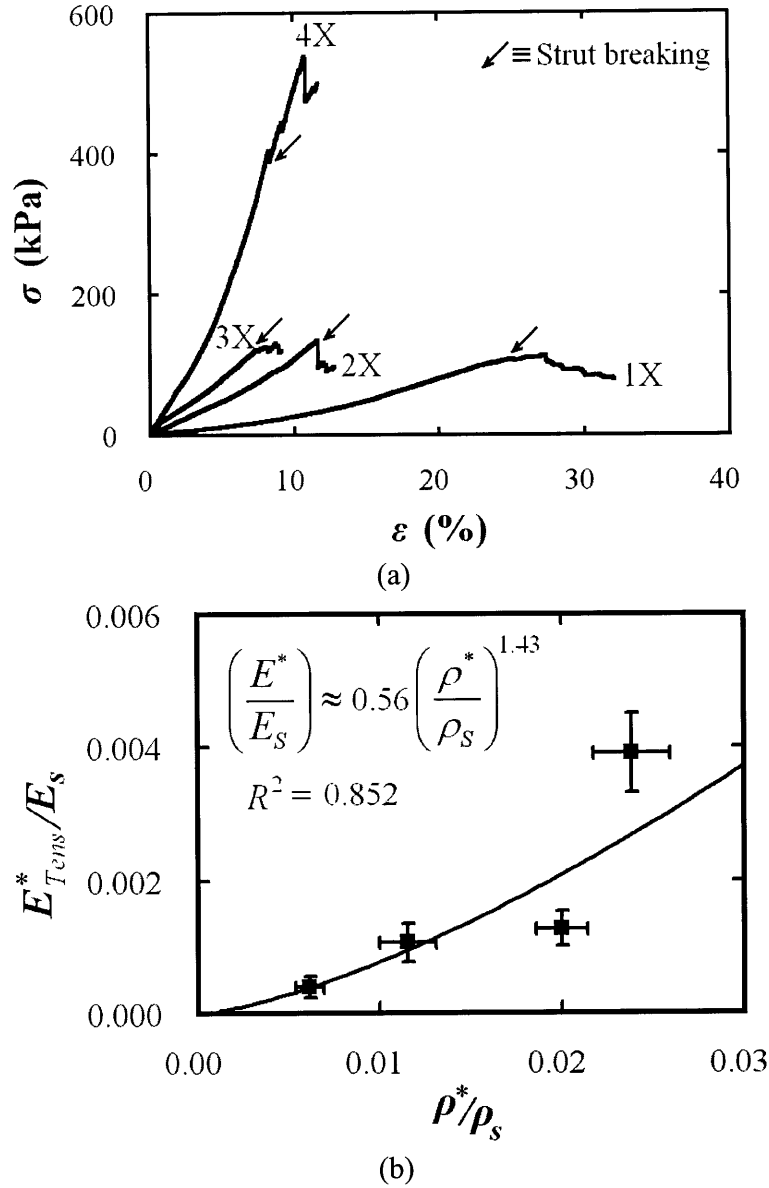 600
4X
↙ ≡ Strut breaking
400
σ (kPa)
200
3X
2X
1X
0
0 10 20 30 40
ε (%)
(a)
0.006
(E*/E_S) ≈ 0.56 (ρ*/ρ_S)^1.43
0.004
R² = 0.852
E*_Tens/E_s
0.002
0.000
0.00 0.01 0.02 0.03
ρ*/ρ_s
(b)